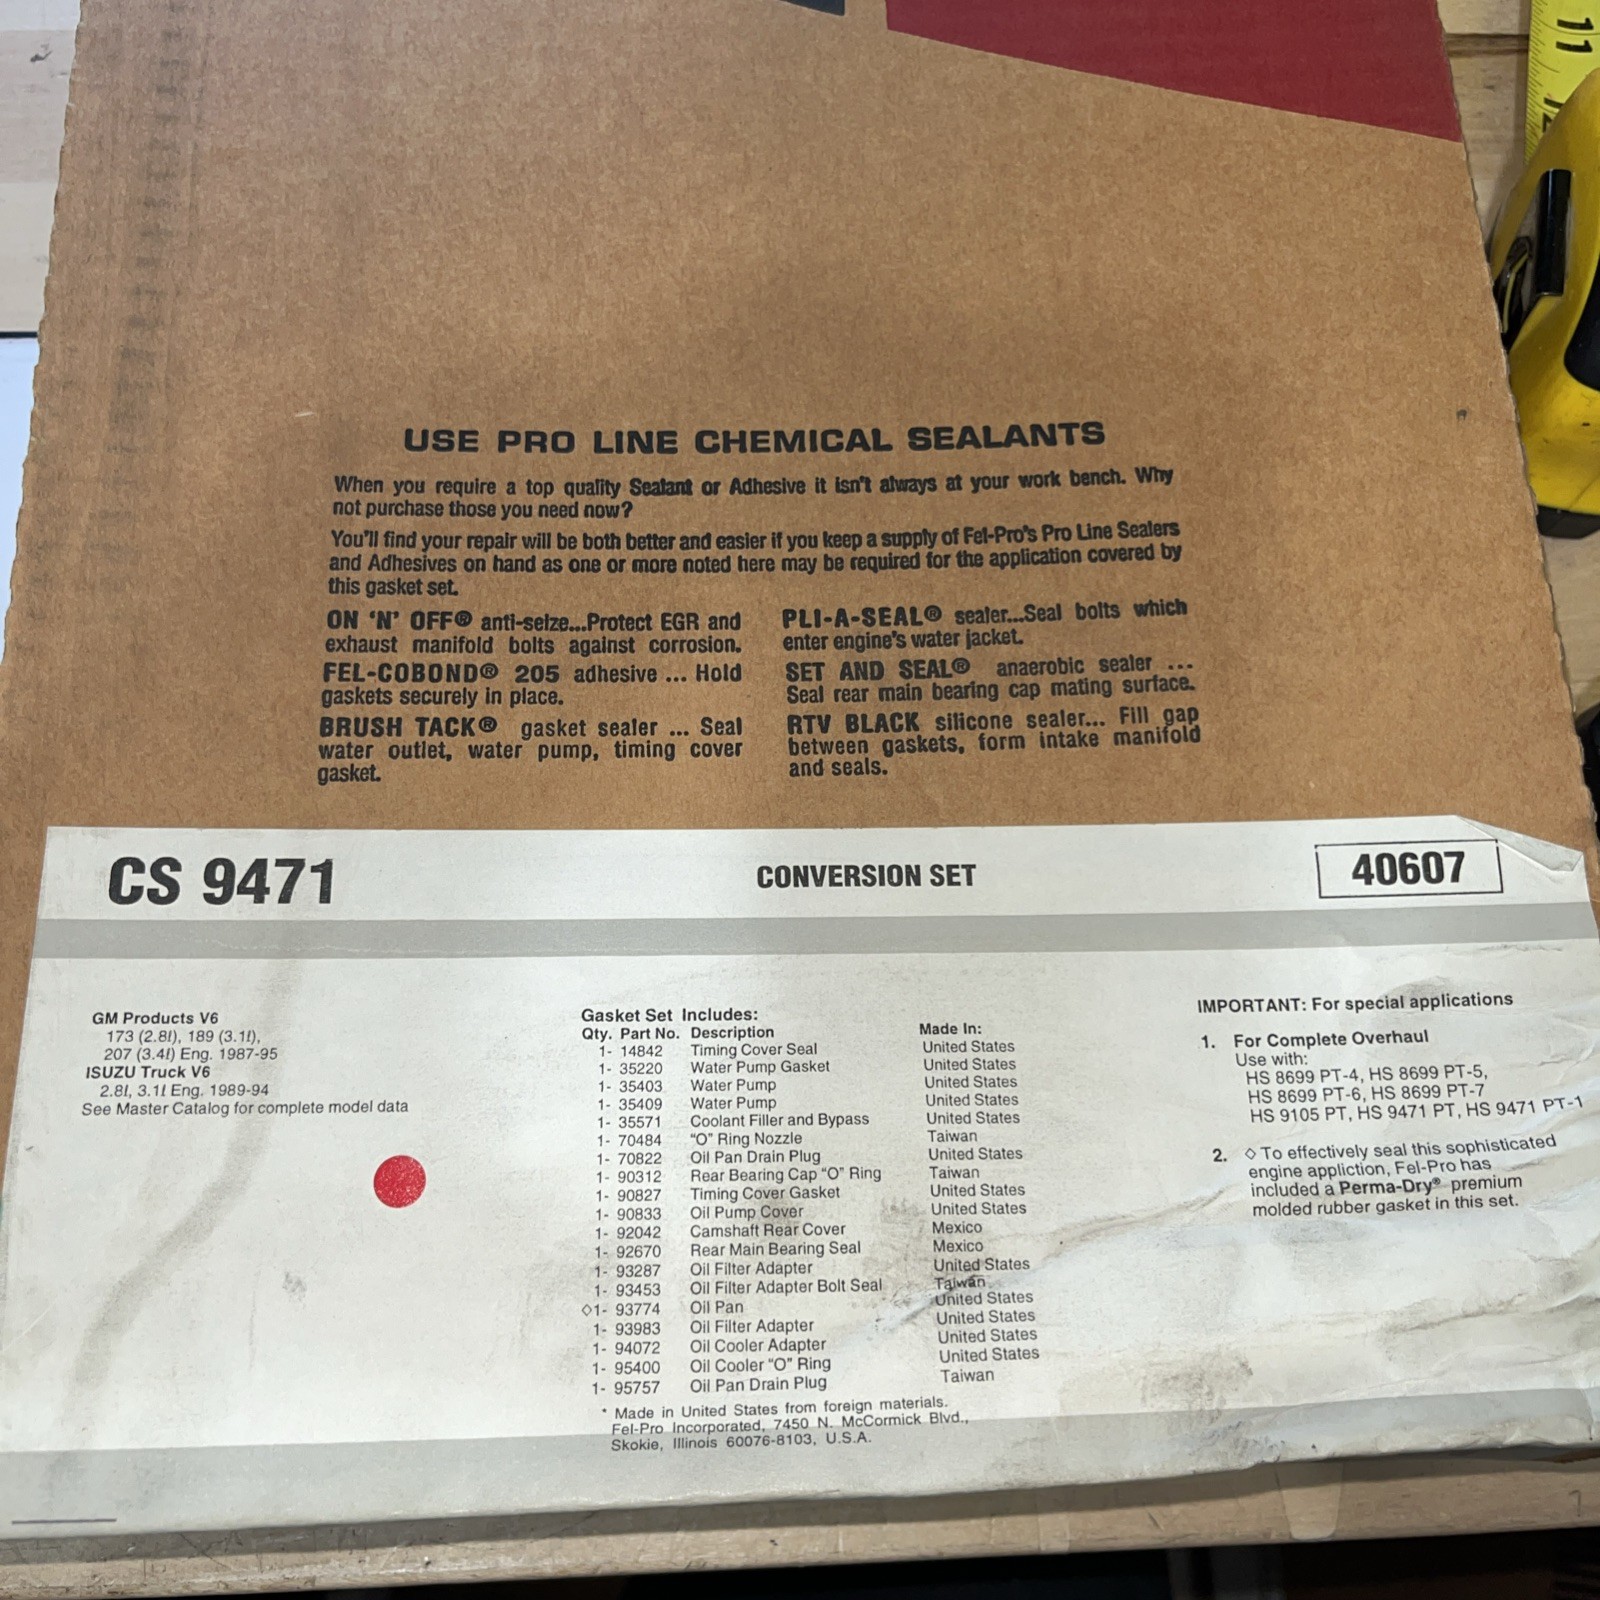 11
12
USE PRO LINE CHEMICAL SEALANTS
When you require a top quality Sealant or Adhesive it isn't always at your work bench. Why
not purchase those you need now?
You'll find your repair will be both better and easier if you keep a supply of Fel-Pro's Pro Line Sealers
and Adhesives on hand as one or more noted here may be required for the application covered by
this gasket set.
ON 'N' OFF® anti-seize...Protect EGR and
exhaust manifold bolts against corrosion.
FEL-COBOND® 205 adhesive ... Hold
gaskets securely in place.
BRUSH TACK® gasket sealer ... Seal
water outlet, water pump, timing cover
gasket.
PLI-A-SEAL® sealer...Seal bolts which
enter engine's water jacket.
SET AND SEAL® anaerobic sealer ...
Seal rear main bearing cap mating surface.
RTV BLACK silicone sealer... Fill gap
between gaskets, form intake manifold
and seals.
CS 9471
CONVERSION SET
40607
GM Products V6
173 (2.8l), 189 (3.1l),
207 (3.4l) Eng. 1987-95
ISUZU Truck V6
2.8l, 3.1l Eng. 1989-94
See Master Catalog for complete model data
Gasket Set Includes:
Qty. Part No. Description Made In:
1- 14842 Timing Cover Seal United States
1- 35220 Water Pump Gasket United States
1- 35403 Water Pump United States
1- 35409 Water Pump United States
1- 35571 Coolant Filler and Bypass United States
1- 70484 "O" Ring Nozzle Taiwan
1- 70822 Oil Pan Drain Plug United States
1- 90312 Rear Bearing Cap "O" Ring Taiwan
1- 90827 Timing Cover Gasket United States
1- 90833 Oil Pump Cover United States
1- 92042 Camshaft Rear Cover Mexico
1- 92670 Rear Main Bearing Seal Mexico
1- 93287 Oil Filter Adapter United States
1- 93453 Oil Filter Adapter Bolt Seal Taiwan
◊1- 93774 Oil Pan United States
1- 93983 Oil Filter Adapter United States
1- 94072 Oil Cooler Adapter United States
1- 95400 Oil Cooler "O" Ring United States
1- 95757 Oil Pan Drain Plug Taiwan
* Made in United States from foreign materials.
Fel-Pro Incorporated, 7450 N. McCormick Blvd.,
Skokie, Illinois 60076-8103, U.S.A.
IMPORTANT: For special applications
1. For Complete Overhaul
Use with:
HS 8699 PT-4, HS 8699 PT-5,
HS 8699 PT-6, HS 8699 PT-7
HS 9105 PT, HS 9471 PT, HS 9471 PT-1
2. ◊ To effectively seal this sophisticated
engine appliction, Fel-Pro has
included a Perma-Dry® premium
molded rubber gasket in this set.